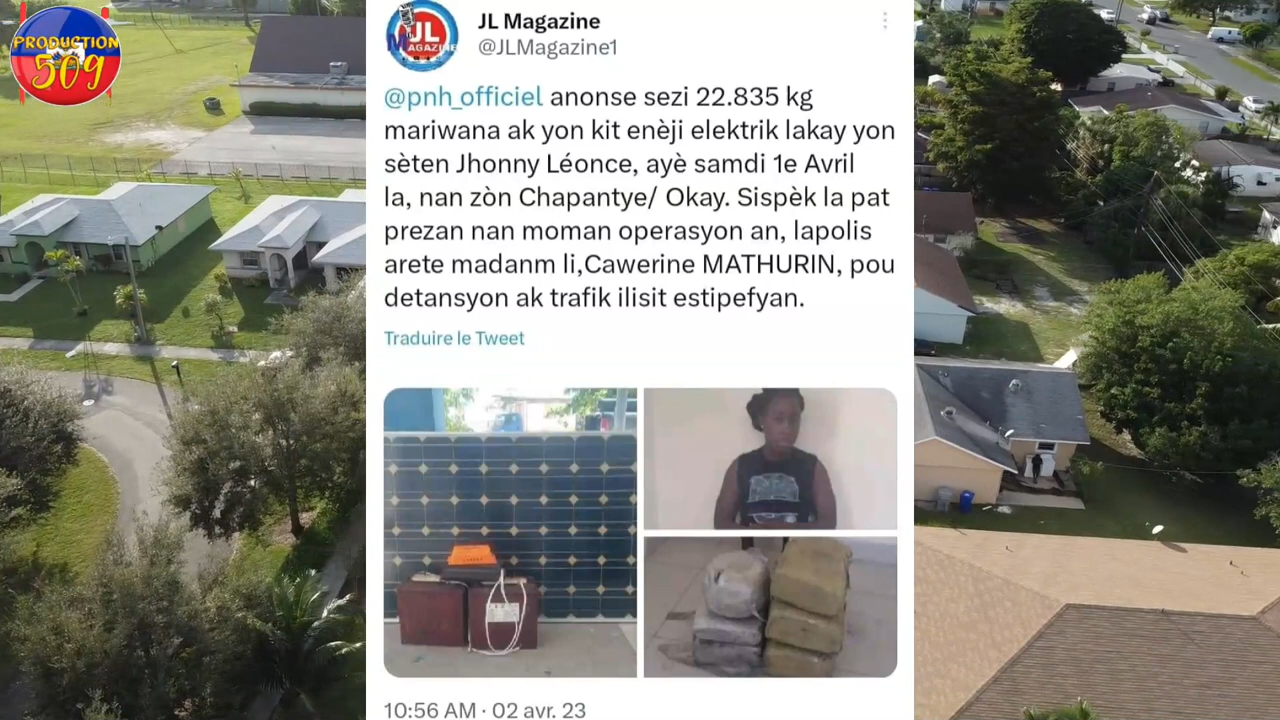 PRODUCTION
509
JL
MAGAZINE
JL Magazine
@JLMagazine1
@pnh_officiel anonse sezi 22.835 kg
mariwana ak yon kit enèji elektrik lakay yon
sèten Jhonny Léonce, ayè samdi 1e Avril
la, nan zòn Chapantye/ Okay. Sispèk la pat
prezan nan moman operasyon an, lapolis
arete madanm li,Cawerine MATHURIN, pou
detansyon ak trafik ilisit estipefyan.
Traduire le Tweet
10:56 AM · 02 avr. 23